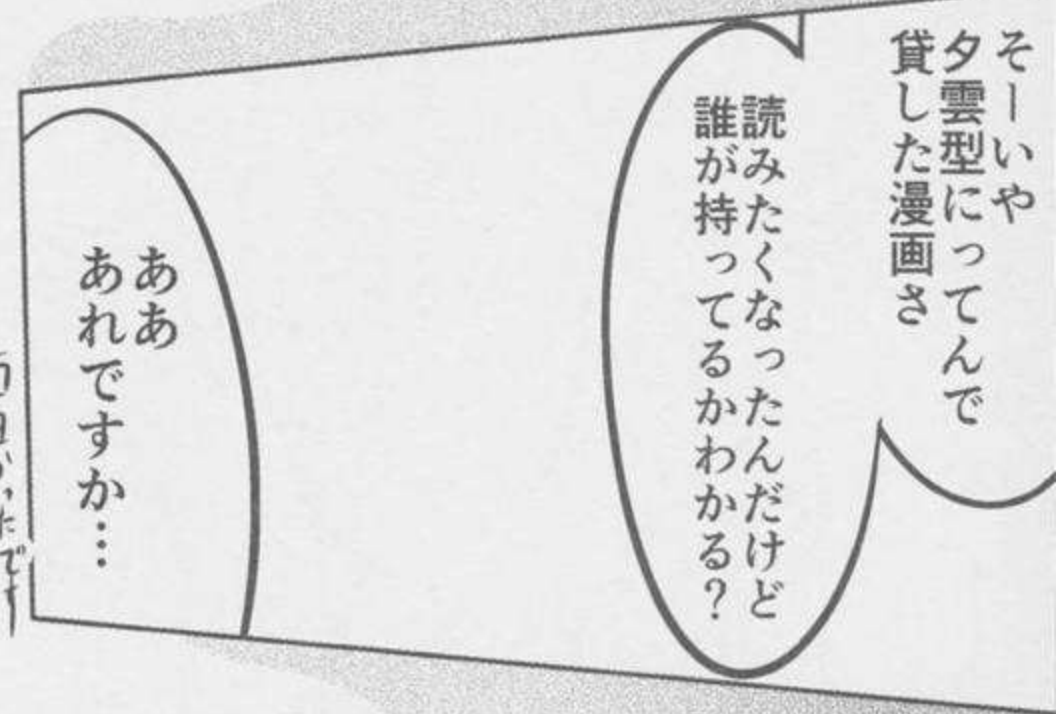 そーいや
夕雲型にってんで
貸した漫画さ
読みたくなったんだけど
誰が持ってるかわかる?
ああ
あれですか…